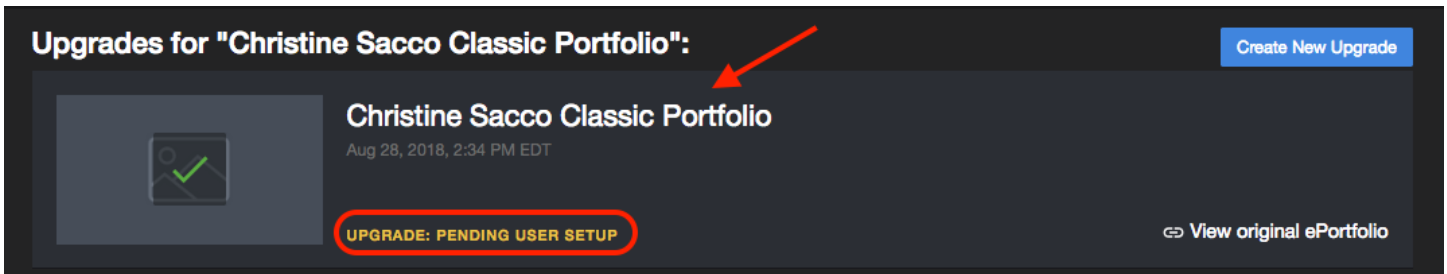 Upgrades for "Christine Sacco Classic Portfolio":
Create New Upgrade
Christine Sacco Classic Portfolio
Aug 28, 2018, 2:34 PM EDT
UPGRADE: PENDING USER SETUP
View original ePortfolio